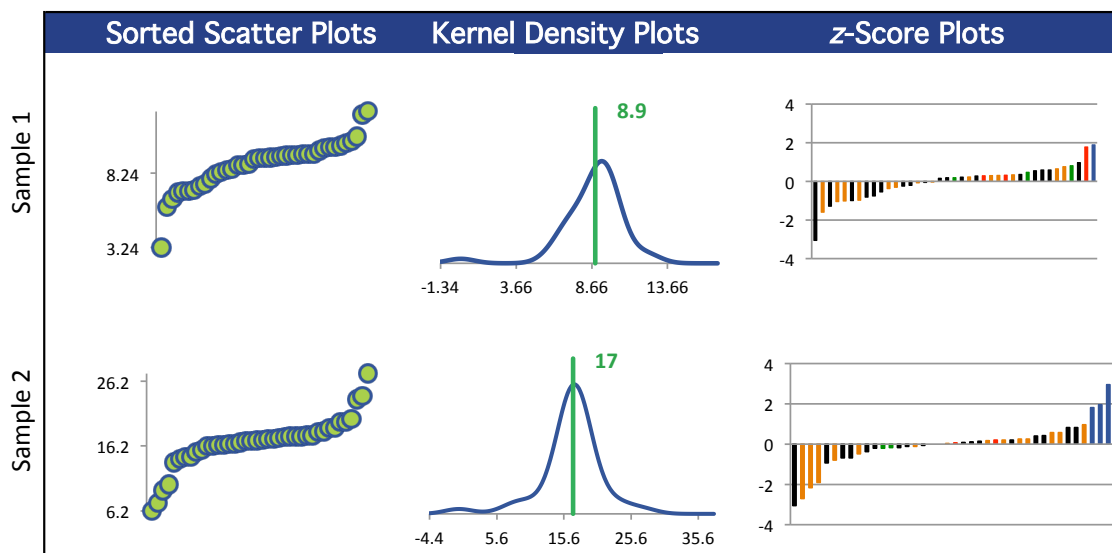 Sorted Scatter Plots
Kernel Density Plots
z-Score Plots
Sample 1
8.24
3.24
8.9
-1.34 3.66 8.66 13.66
4
2
0
-2
-4
Sample 2
26.2
16.2
6.2
17
-4.4 5.6 15.6 25.6 35.6
4
2
0
-2
-4